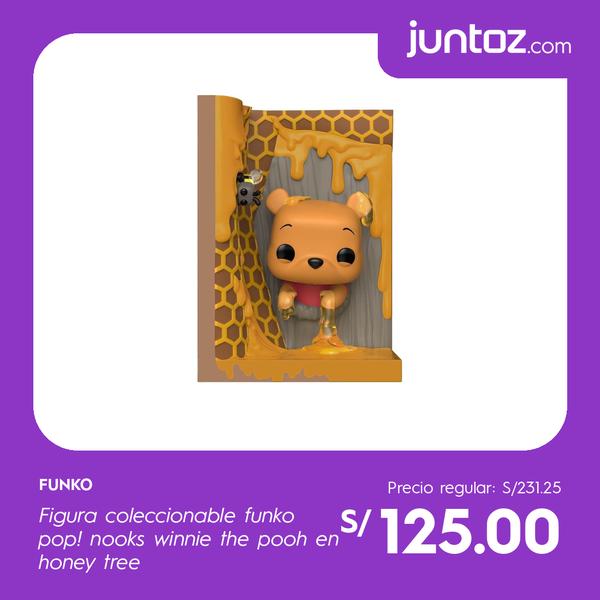 juntoz.com
FUNKO
Figura coleccionable funko
pop! nooks winnie the pooh en
honey tree
Precio regular: S/231.25
S/125.00